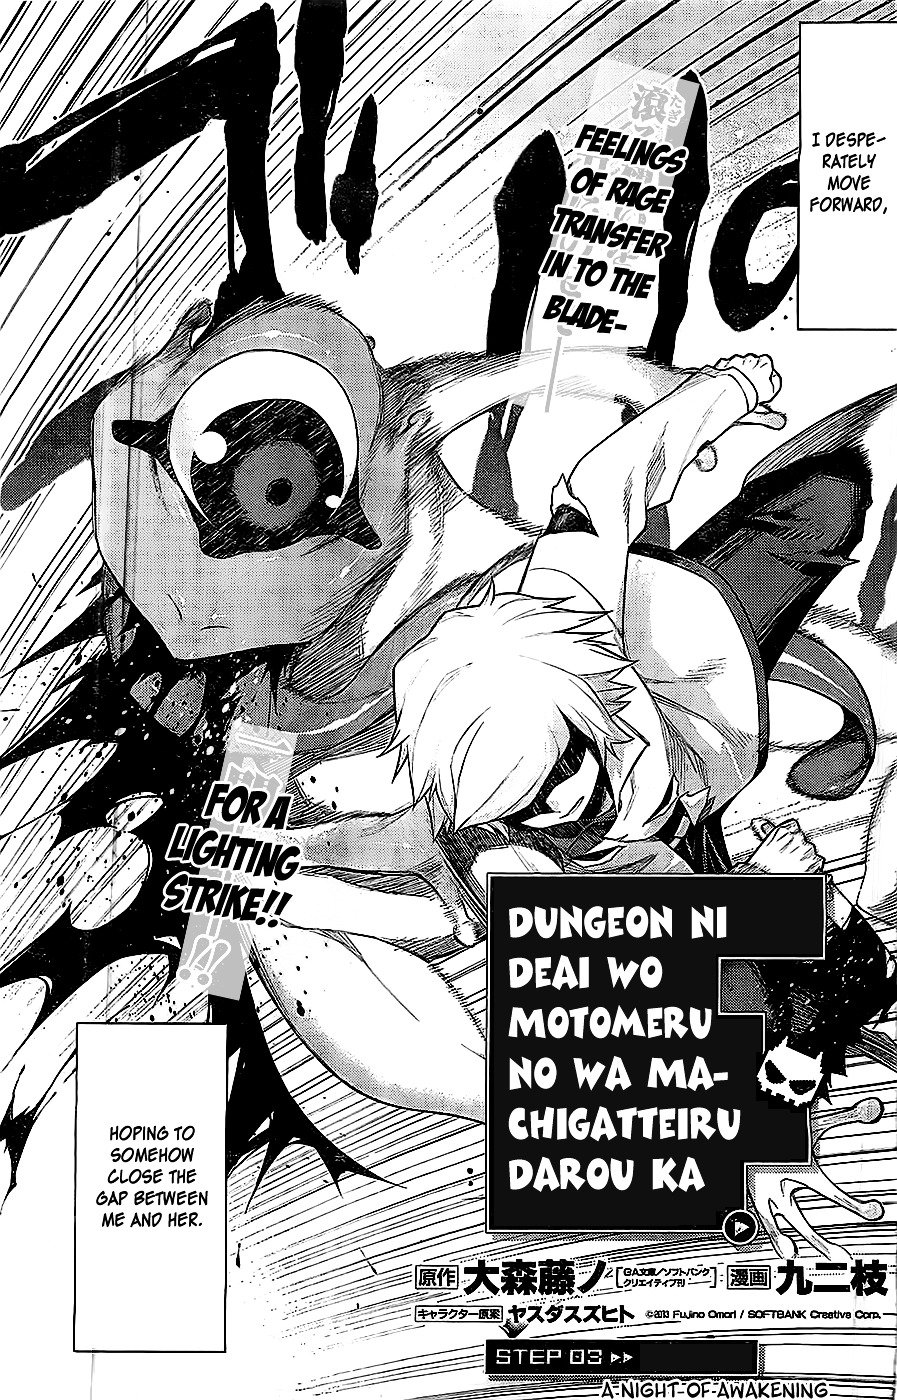 I DESPE-
RATELY
MOVE
FORWARD,
FEELINGS
OF RAGE
TRANSFER
IN TO THE
BLADE-
FOR A
LIGHTING
STRIKE!!
HOPING TO
SOMEHOW
CLOSE THE
GAP BETWEEN
ME AND HER.
DUNGEON NI
DEAI WO
MOTOMERU
NO WA MA-
CHIGATTEIRU
DAROU KA
原作 大森藤ノ [GA文庫/ソフトバンククリエイティブ刊] 漫画 九二枝
キャラクター原案 ヤスダスズヒト ©2013 Fujino Omori / SOFTBANK Creative Corp.
STEP 03
A NIGHT OF AWAKENING